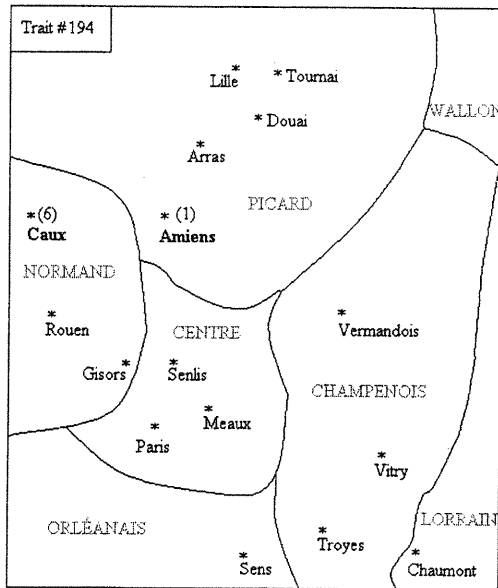 Trait #194
* Lille
* Tournai
WALLON
* Douai
* Arras
*(6) Caux
*(1) Amiens
PICARD
NORMAND
* Rouen
CENTRE
* Vermandois
Gisors *
* Senlis
CHAMPENOIS
* Meaux
* Paris
* Vitry
ORLÉANAIS
LORRAIN
* Troyes
* Sens
* Chaumont